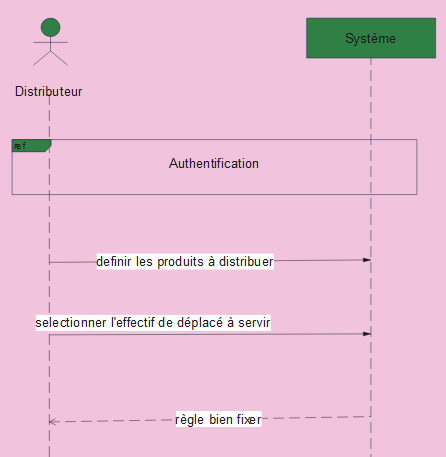 Système
Distributeur
ref
Authentification
definir les produits à distribuer
selectionner l'effectif de déplacé à servir
règle bien fixer